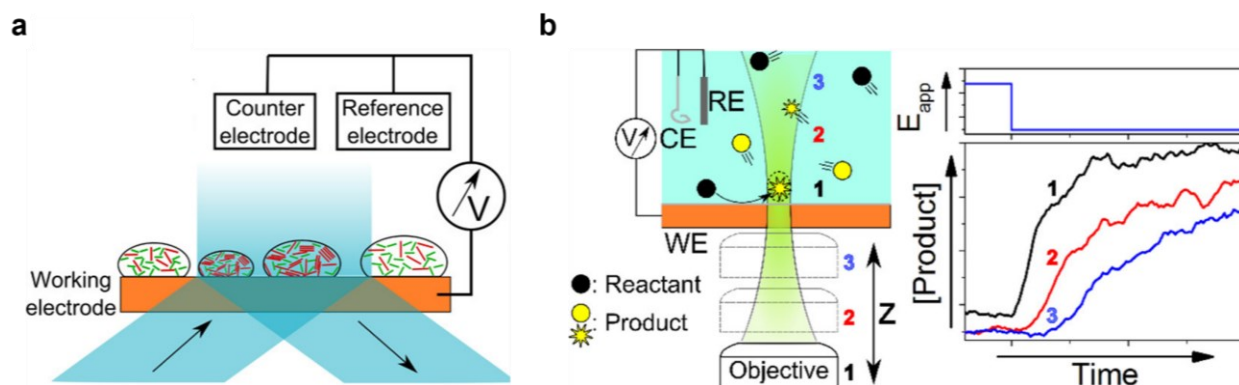 a
Counter
electrode
Reference
electrode
V
Working
electrode
b
V
CE
RE
WE
3
2
1
: Reactant
: Product
3
2
1
Z
Objective
E_app
[Product]
1
2
3
Time